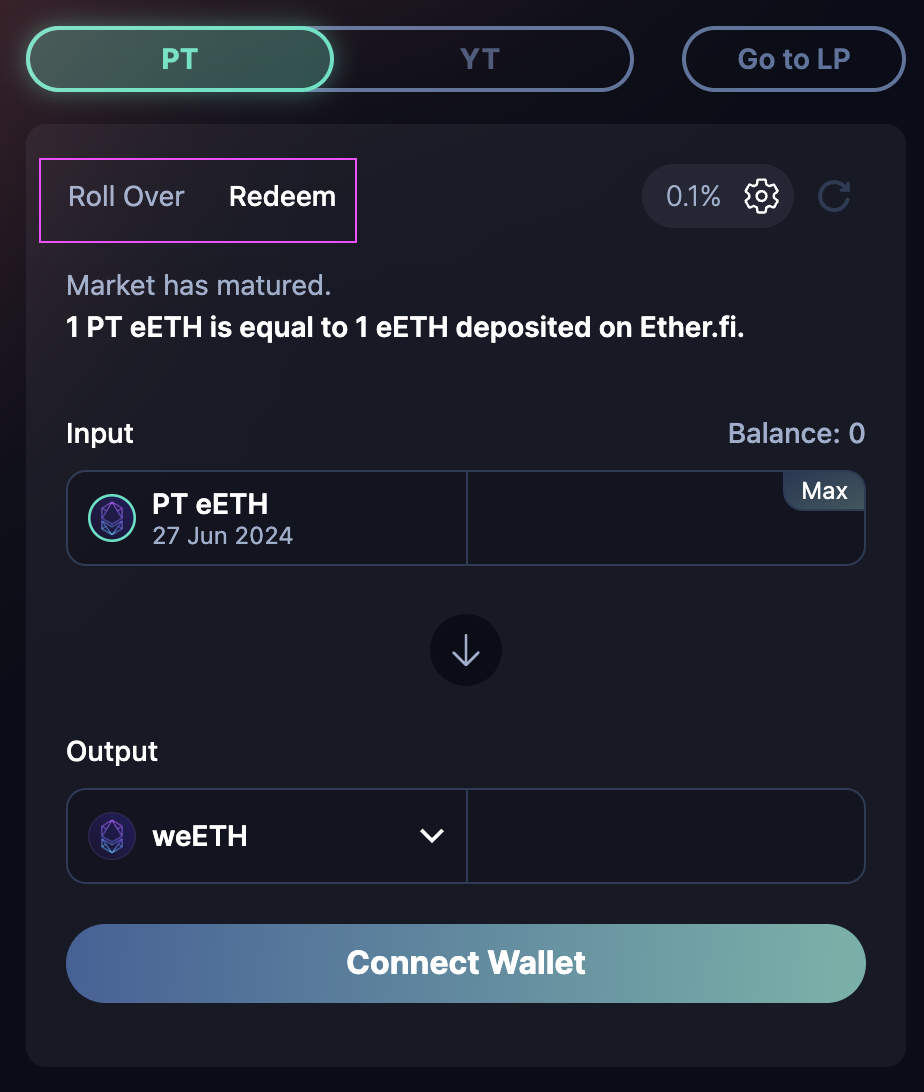 PT
YT
Go to LP
Roll Over
Redeem
0.1%
Market has matured.
1 PT eETH is equal to 1 eETH deposited on Ether.fi.
Input
Balance: 0
PT eETH
27 Jun 2024
Max
Output
weETH
Connect Wallet